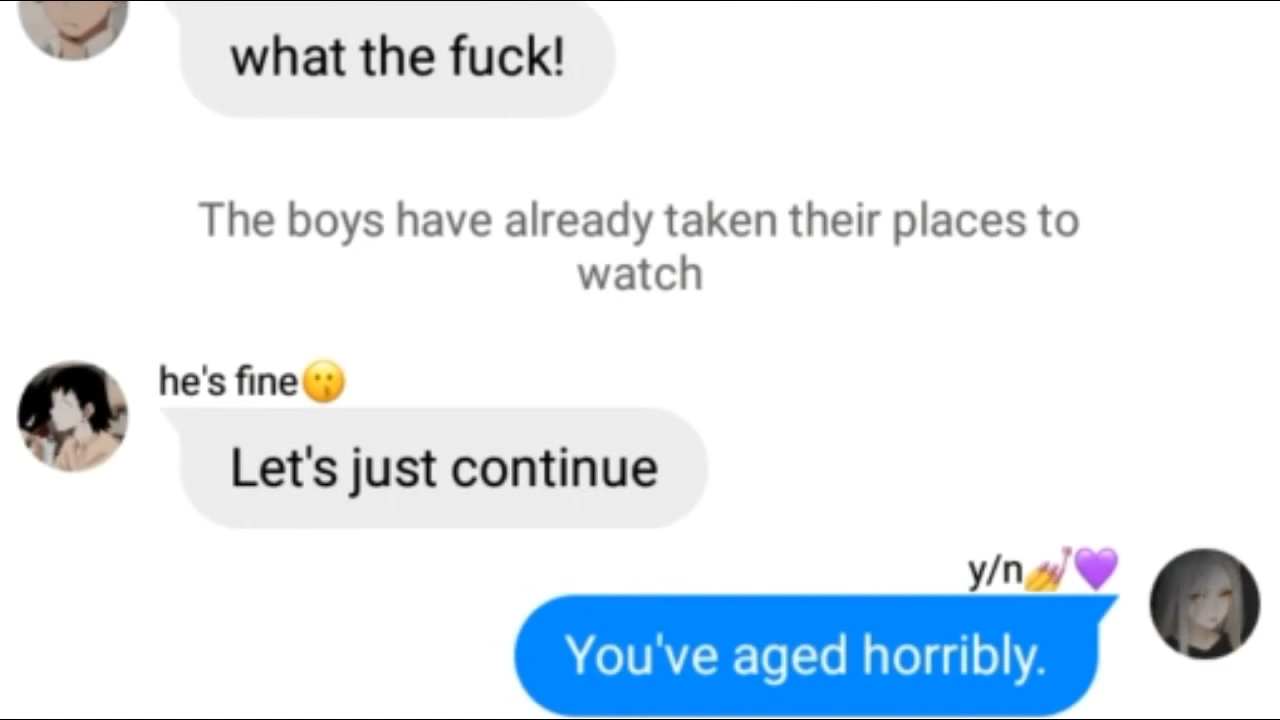 what the fuck!
The boys have already taken their places to
watch
he's fine😗
Let's just continue
y/n💅💜
You've aged horribly.